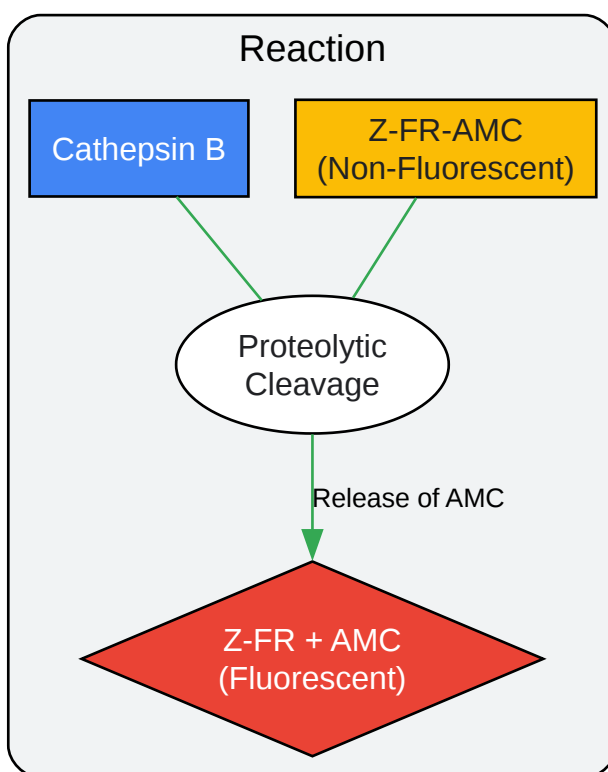 Reaction
Cathepsin B
Z-FR-AMC
(Non-Fluorescent)
Proteolytic
Cleavage
Release of AMC
Z-FR + AMC
(Fluorescent)